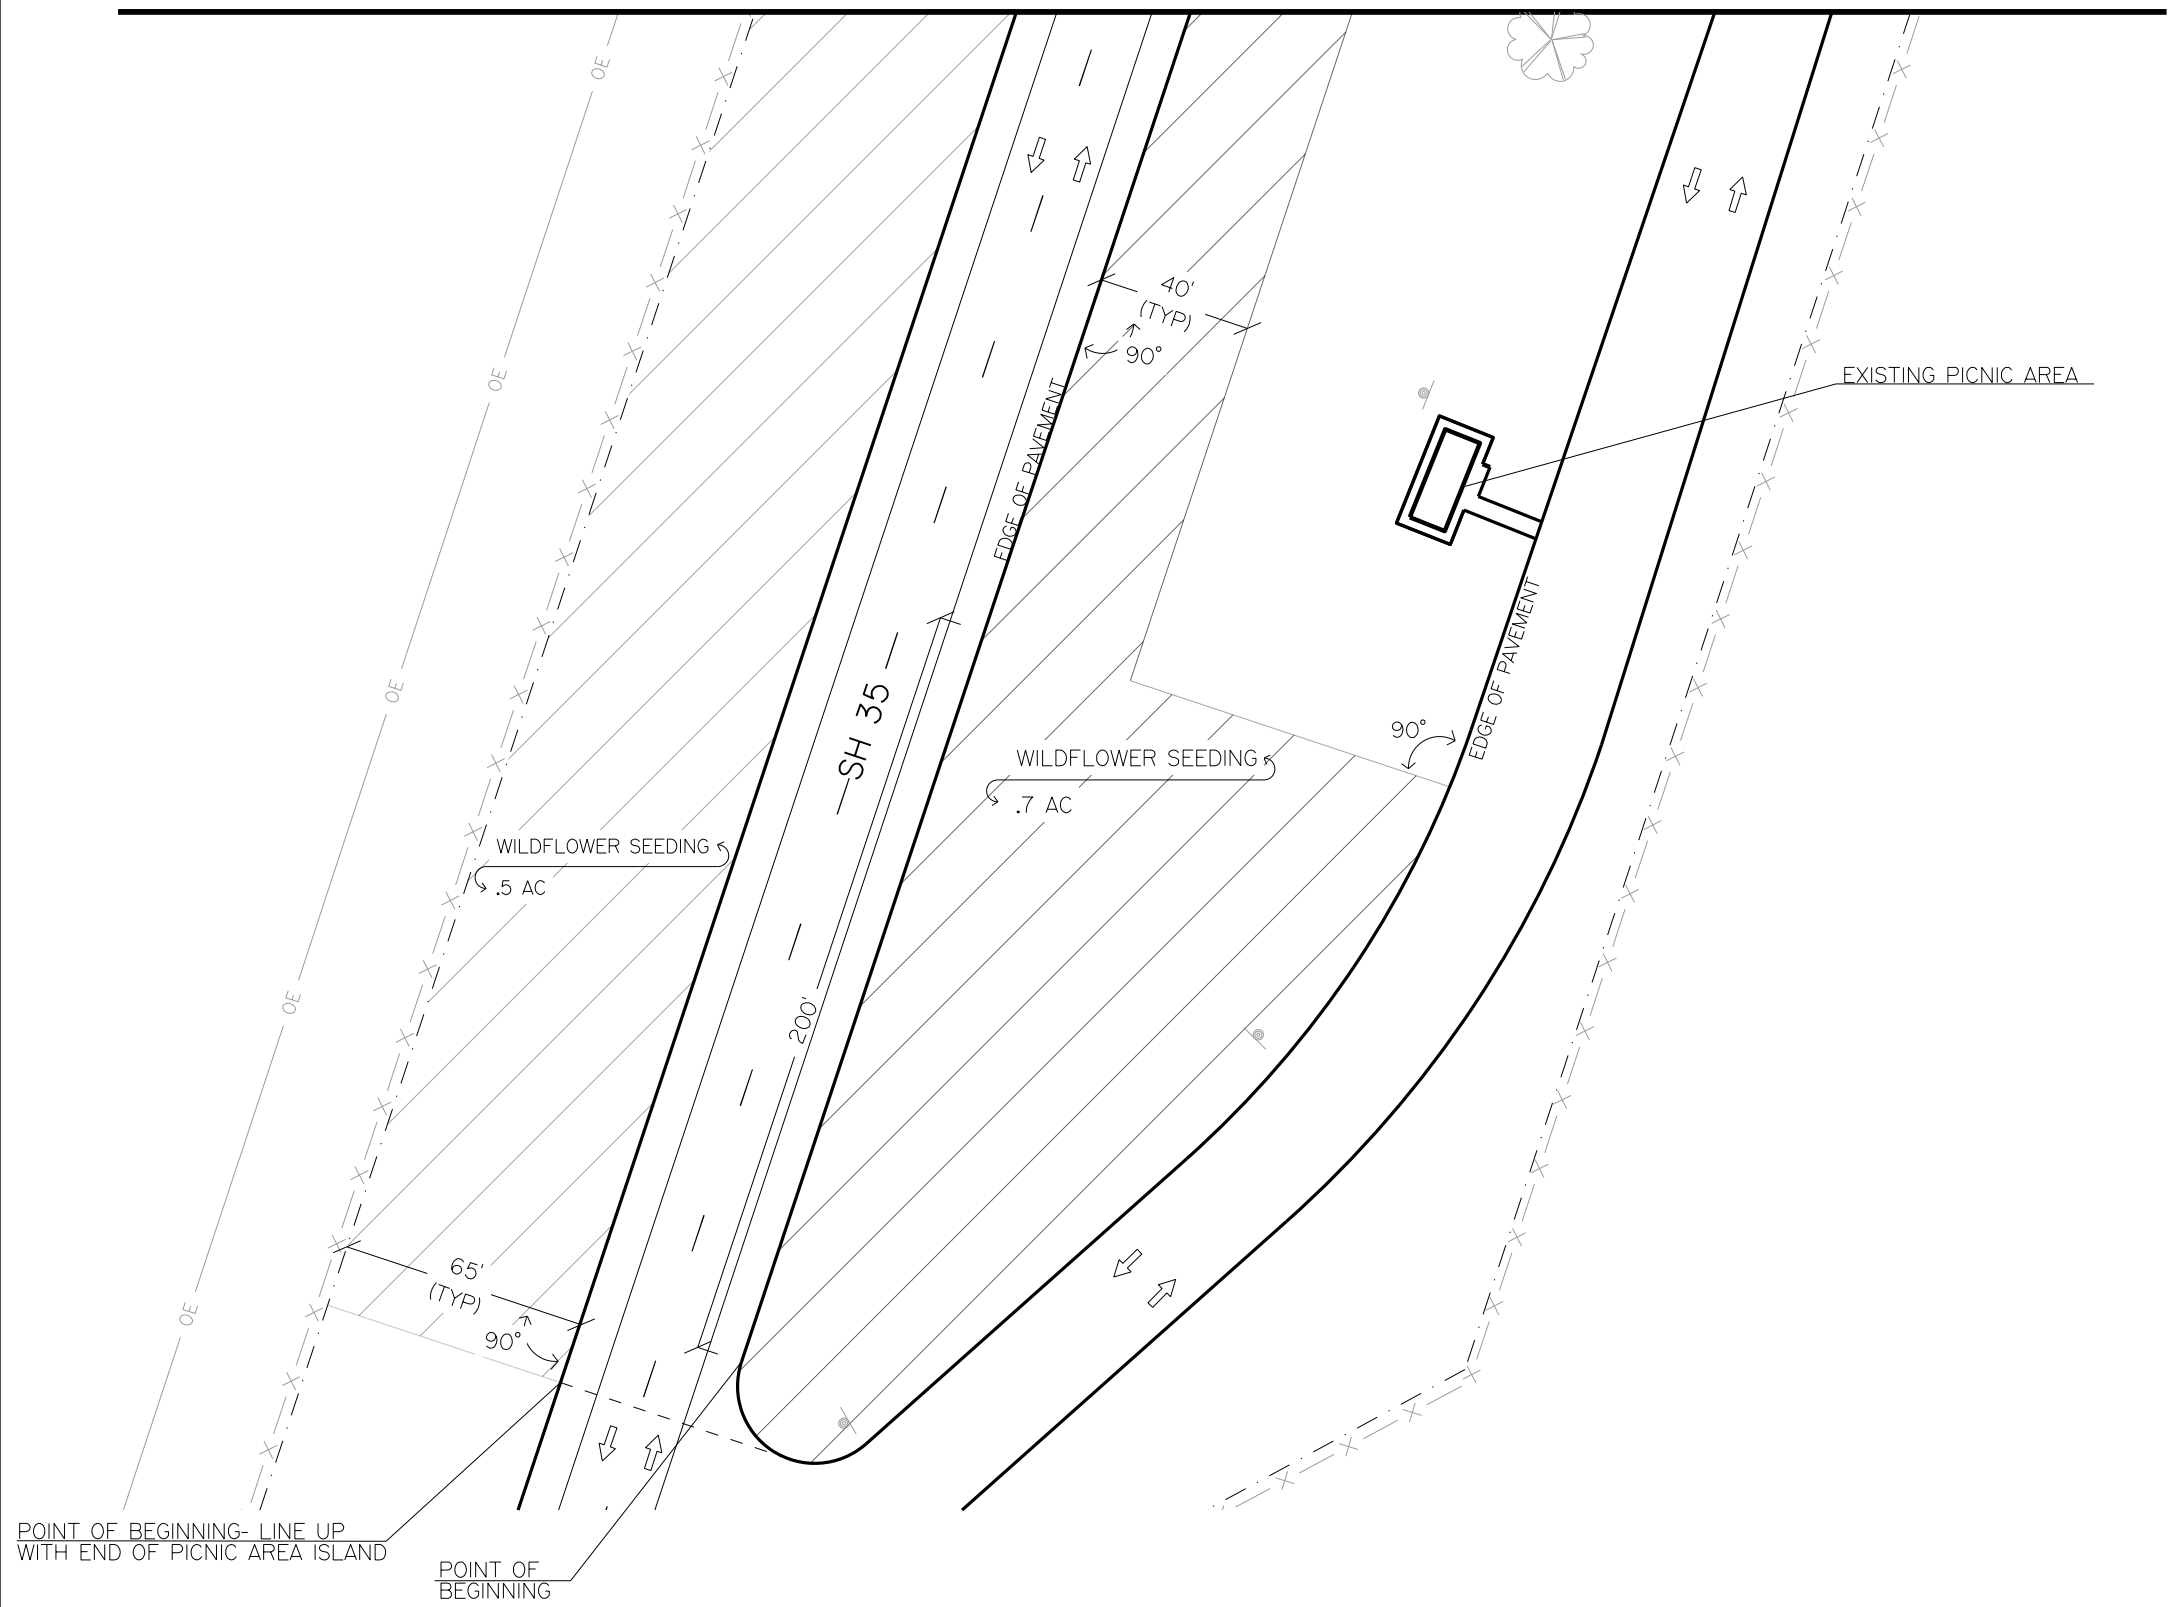 OE
OE
40'
(TYP)
90°
EXISTING PICNIC AREA
EDGE OF PAVEMENT
OE
EDGE OF PAVEMENT
SH 35
90°
WILDFLOWER SEEDING
.7 AC
WILDFLOWER SEEDING
.5 AC
OE
200'
65'
(TYP)
90°
OE
POINT OF BEGINNING- LINE UP
WITH END OF PICNIC AREA ISLAND
POINT OF
BEGINNING